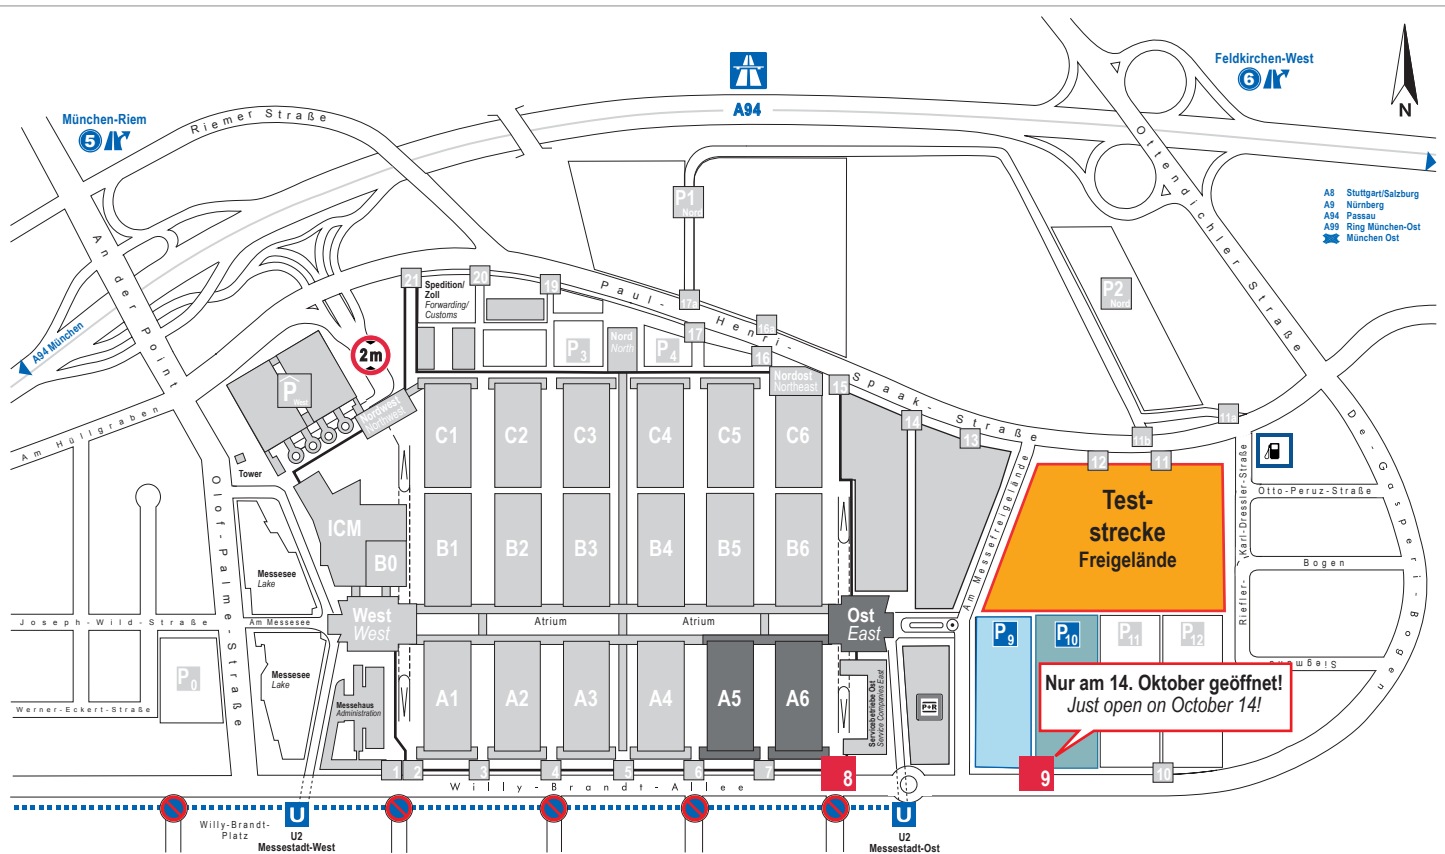 A94
Feldkirchen-West
6
N
München-Riem
5
Riemer Straße
Ottendichler Straße
A8 Stuttgart/Salzburg
A9 Nürnberg
A94 Passau
A99 Ring München-Ost
München Ost
P1
Nord
An der Point
21
Spedition/
Zoll
Forwarding/
Customs
20
19
Paul-Henri-Spaak-Straße
17a
16a
P2
Nord
A94 München
2m
P3
Nord
North
P4
17
16
Nordost
Northeast
15
14
13
P
West
Nordwest
Northwest
Am Hüllgraben
Tower
C1
C2
C3
C4
C5
C6
11b
11a
12
11
De-Gasperi-Bogen
Otto-Peruz-Straße
Karl-Dressler-Straße
Test-
strecke
Freigelände
Am Messefreigelände
Olof-Palme-Straße
ICM
B0
B1
B2
B3
B4
B5
B6
Bogen
Riefler-
Messesee
Lake
Joseph-Wild-Straße
Am Messesee
West
West
Atrium
Atrium
Ost
East
P9
P10
P11
P12
Siegmund
P0
Messesee
Lake
Werner-Eckert-Straße
Messehaus
Administration
A1
A2
A3
A4
A5
A6
Servicebetriebe Ost
Service Companies East
P+R
Nur am 14. Oktober geöffnet!
Just open on October 14!
1
2
3
4
5
6
7
8
9
10
Willy-Brandt-Allee
Willy-Brandt-
Platz
U
U2
Messestadt-West
U
U2
Messestadt-Ost